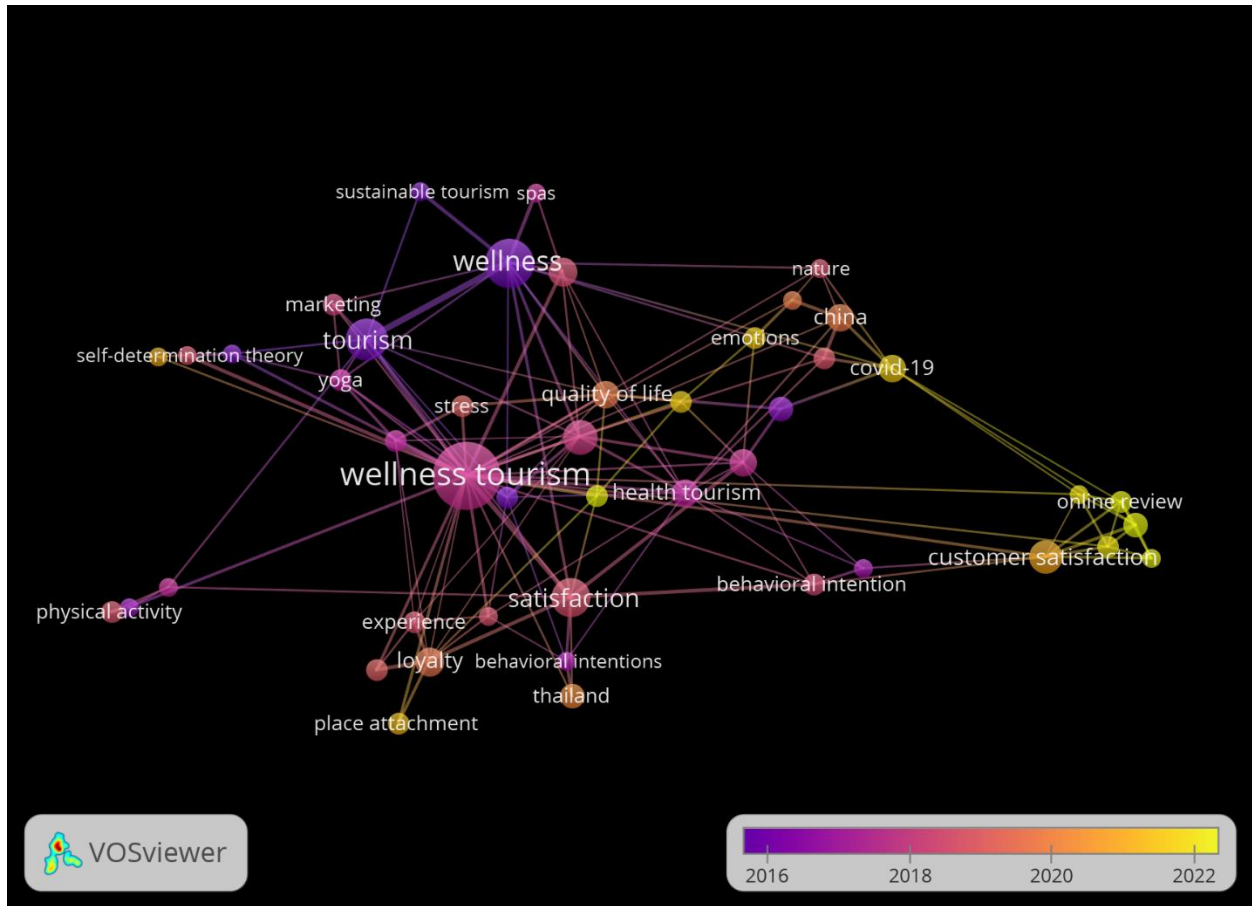 sustainable tourism
spas
wellness
nature
marketing
china
tourism
emotions
self-determination theory
covid-19
yoga
quality of life
stress
wellness tourism
health tourism
online review
customer satisfaction
behavioral intention
satisfaction
physical activity
experience
loyalty
behavioral intentions
thailand
place attachment
VOSviewer
2016
2018
2020
2022